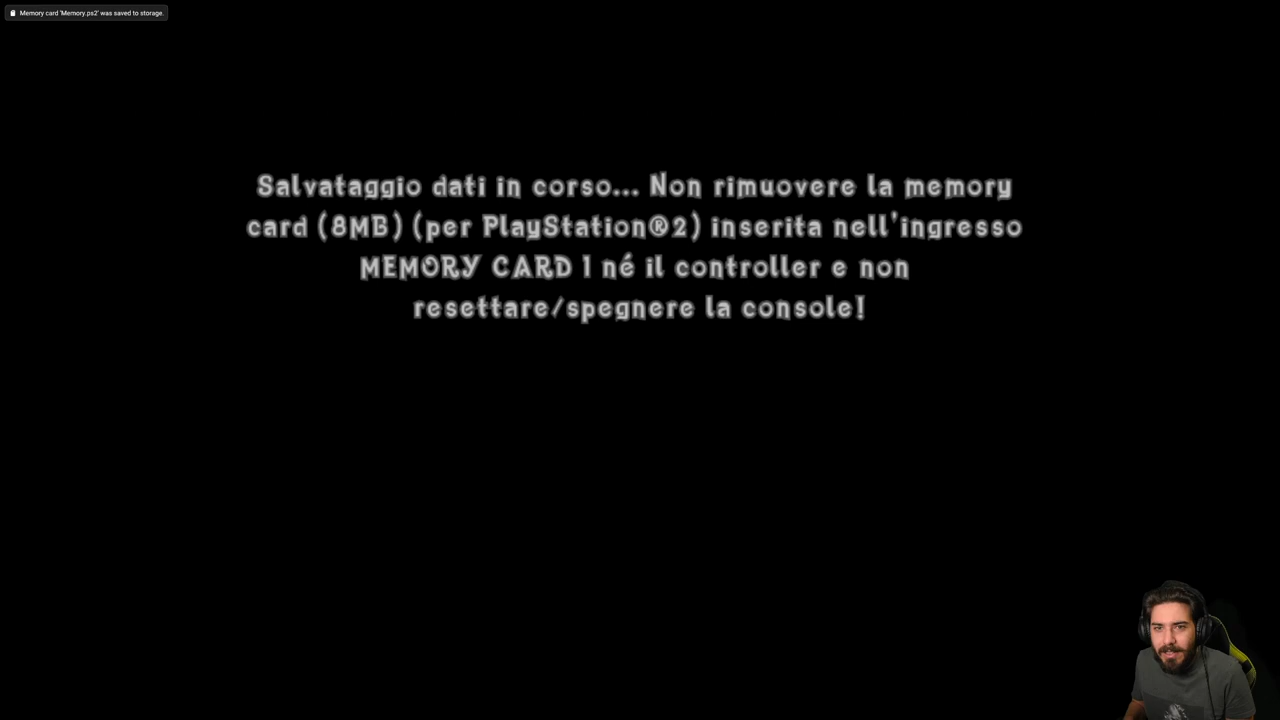 Memory card 'Memory.ps2' was saved to storage.
Salvataggio dati in corso... Non rimuovere la memory
card (8MB) (per PlayStation®2) inserita nell'ingresso
MEMORY CARD 1 né il controller e non
resettare/spegnere la console!